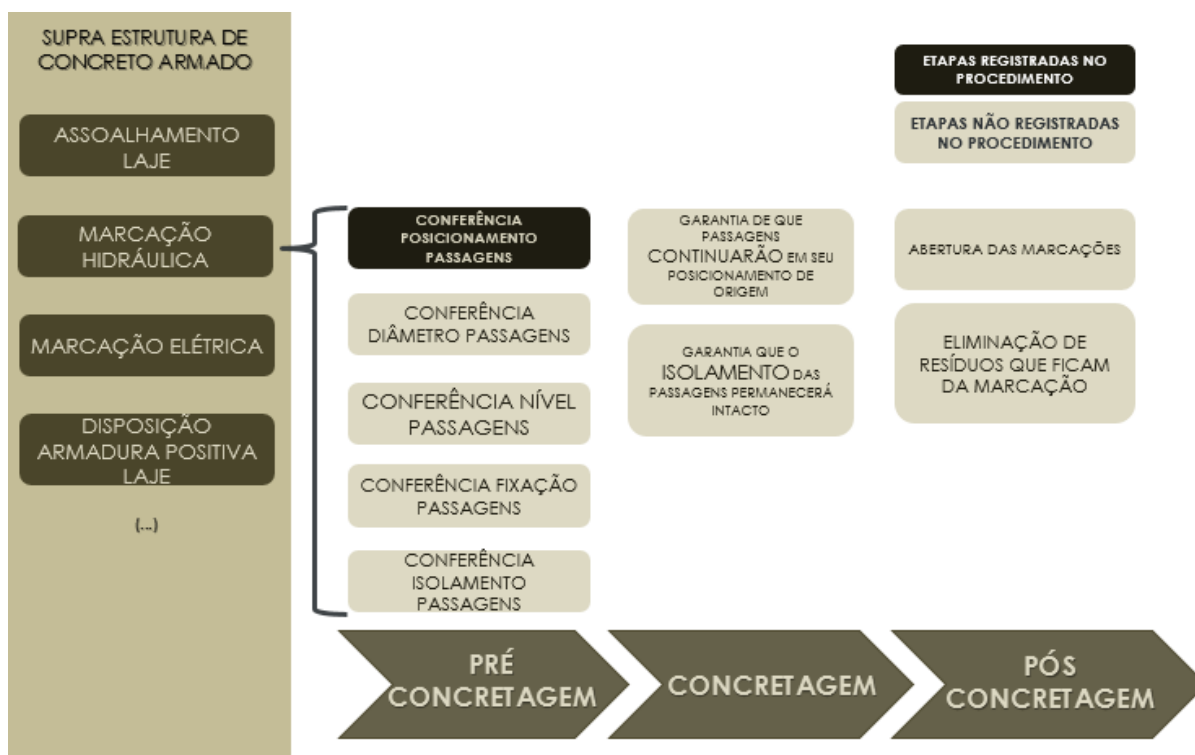 SUPRA ESTRUTURA DE
CONCRETO ARMADO
ASSOALHAMENTO
LAJE
MARCAÇÃO
HIDRÁULICA
MARCAÇÃO ELÉTRICA
DISPOSIÇÃO
ARMADURA POSITIVA
LAJE
(...)
ETAPAS REGISTRADAS NO
PROCEDIMENTO
ETAPAS NÃO REGISTRADAS
NO PROCEDIMENTO
CONFERÊNCIA
POSICIONAMENTO
PASSAGENS
CONFERÊNCIA
DIÂMETRO PASSAGENS
CONFERÊNCIA NÍVEL
PASSAGENS
CONFERÊNCIA FIXAÇÃO
PASSAGENS
CONFERÊNCIA
ISOLAMENTO
PASSAGENS
GARANTIA DE QUE
PASSAGENS
CONTINUARÃO EM SEU
POSICIONAMENTO DE
ORIGEM
GARANTIA QUE O
ISOLAMENTO DAS
PASSAGENS PERMANECERÁ
INTACTO
ABERTURA DAS MARCAÇÕES
ELIMINAÇÃO DE
RESÍDUOS QUE FICAM
DA MARCAÇÃO
PRÉ
CONCRETAGEM
CONCRETAGEM
PÓS
CONCRETAGEM